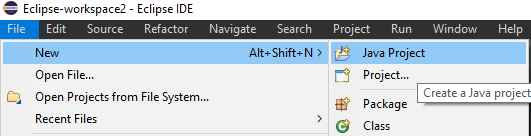 Eclipse-workspace2 - Eclipse IDE
File Edit Source Refactor Navigate Search Project Run Window
New Alt+Shift+N > Java Project
Open File... Project...
Create a Java project
Open Projects from File System... Package
Recent Files > Class